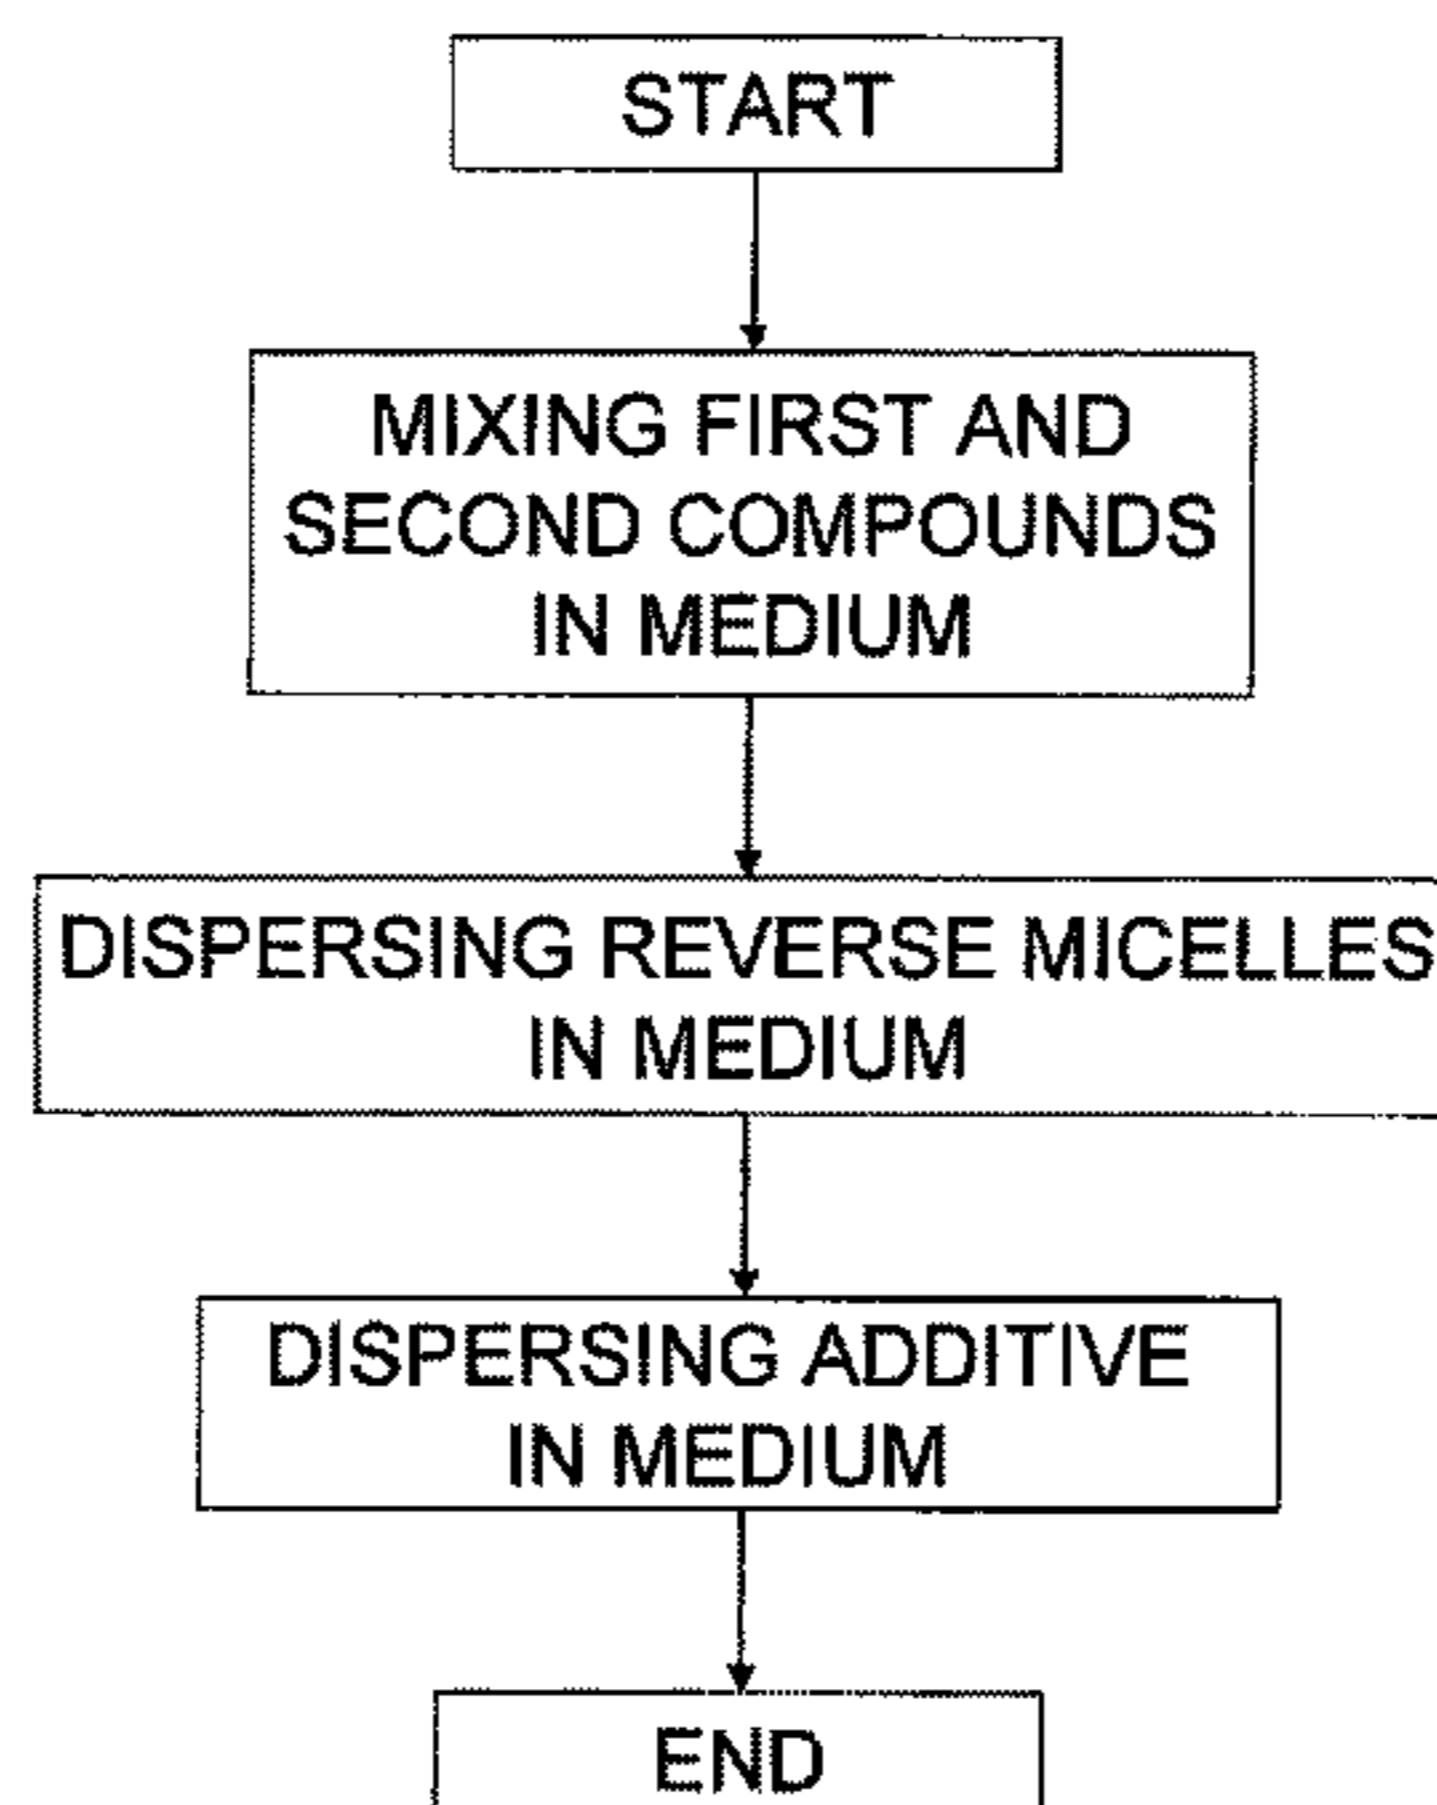 START
MIXING FIRST AND
SECOND COMPOUNDS
IN MEDIUM
DISPERSING REVERSE MICELLES
IN MEDIUM
DISPERSING ADDITIVE
IN MEDIUM
END